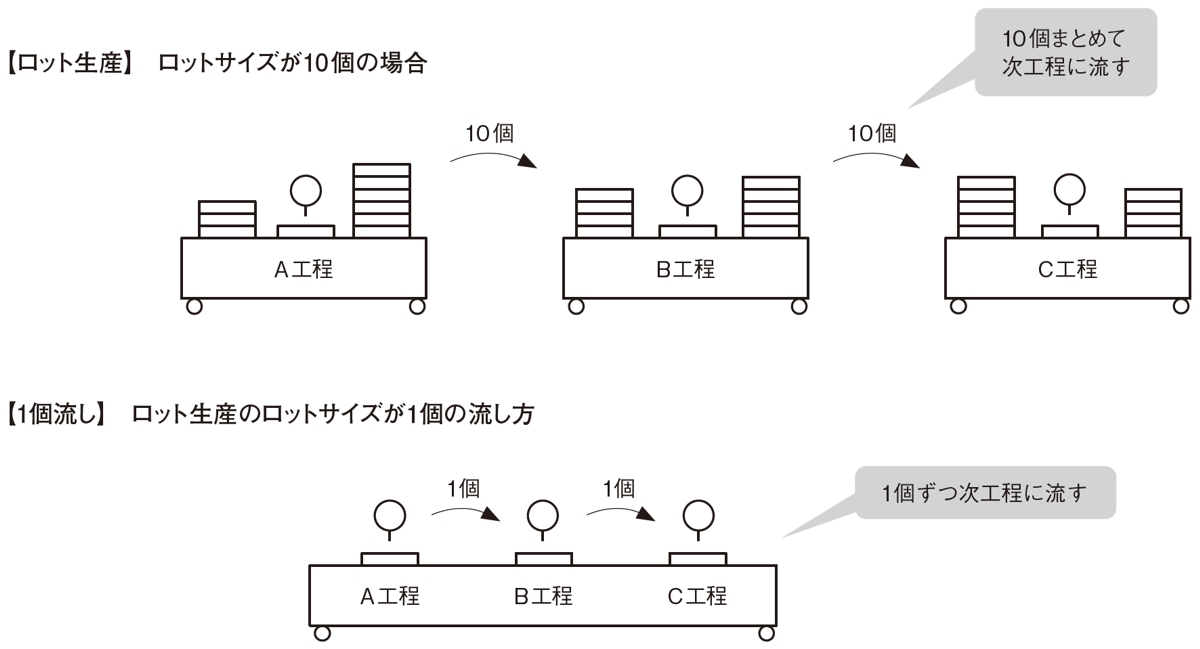 【ロット生産】 ロットサイズが10個の場合
10個まとめて
次工程に流す
10個
10個
A工程
B工程
C工程
【1個流し】 ロット生産のロットサイズが1個の流し方
1個
1個
1個ずつ次工程に流す
A工程
B工程
C工程